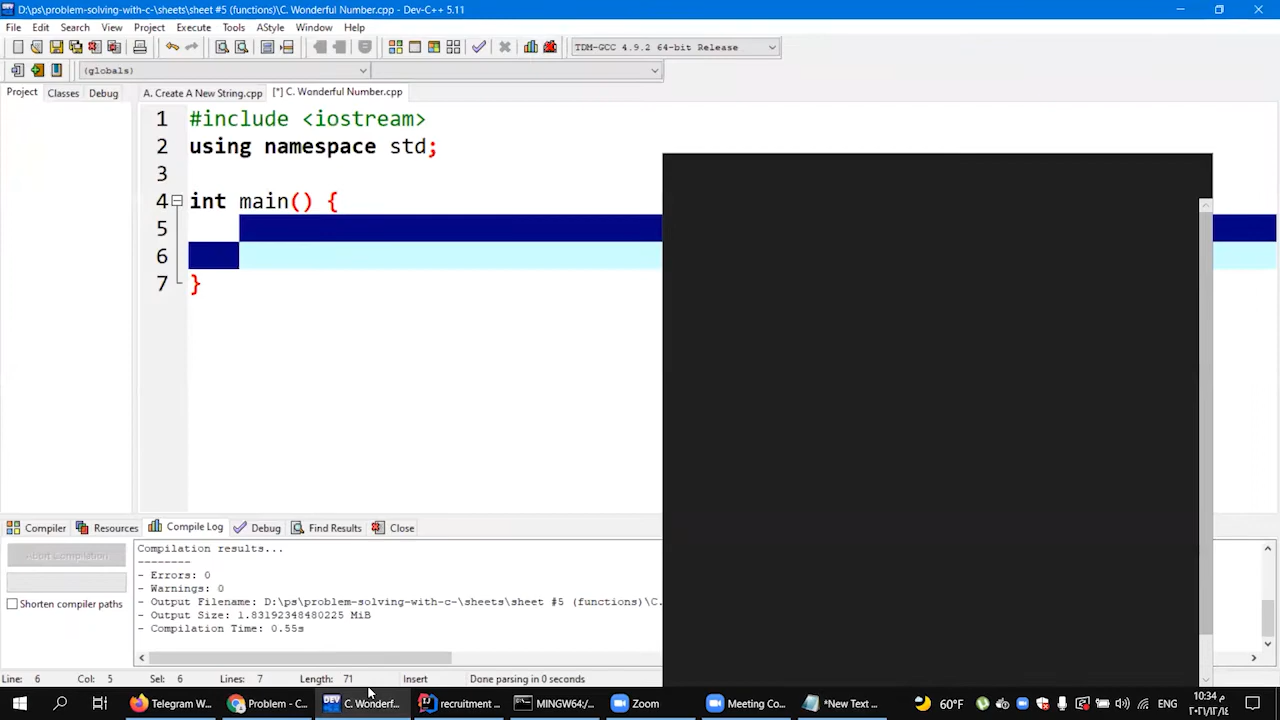 D:\ps\problem-solving-with-c-\sheets\sheet #5 (functions)\C. Wonderful Number.cpp - Dev-C++ 5.11
File Edit Search View Project Execute Tools AStyle Window Help
TDM-GCC 4.9.2 64-bit Release
(globals)
Project Classes Debug
A. Create A New String.cpp [*] C. Wonderful Number.cpp
1 #include <iostream>
2 using namespace std;
3
4 int main() {
5
6
7 }
Compiler Resources Compile Log Debug Find Results Close
Abort Compilation
Shorten compiler paths
Compilation results...
--------
- Errors: 0
- Warnings: 0
- Output Filename: D:\ps\problem-solving-with-c-\sheets\sheet #5 (functions)\C.
- Output Size: 1.83192348480225 MiB
- Compilation Time: 0.55s
Line: 6 Col: 5 Sel: 6 Lines: 7 Length: 71 Insert Done parsing in 0 seconds
Telegram W... Problem - C... C. Wonderf... recruitment ... MINGW64:/... Zoom Meeting Co... *New Text ... 60°F ENG 10:34